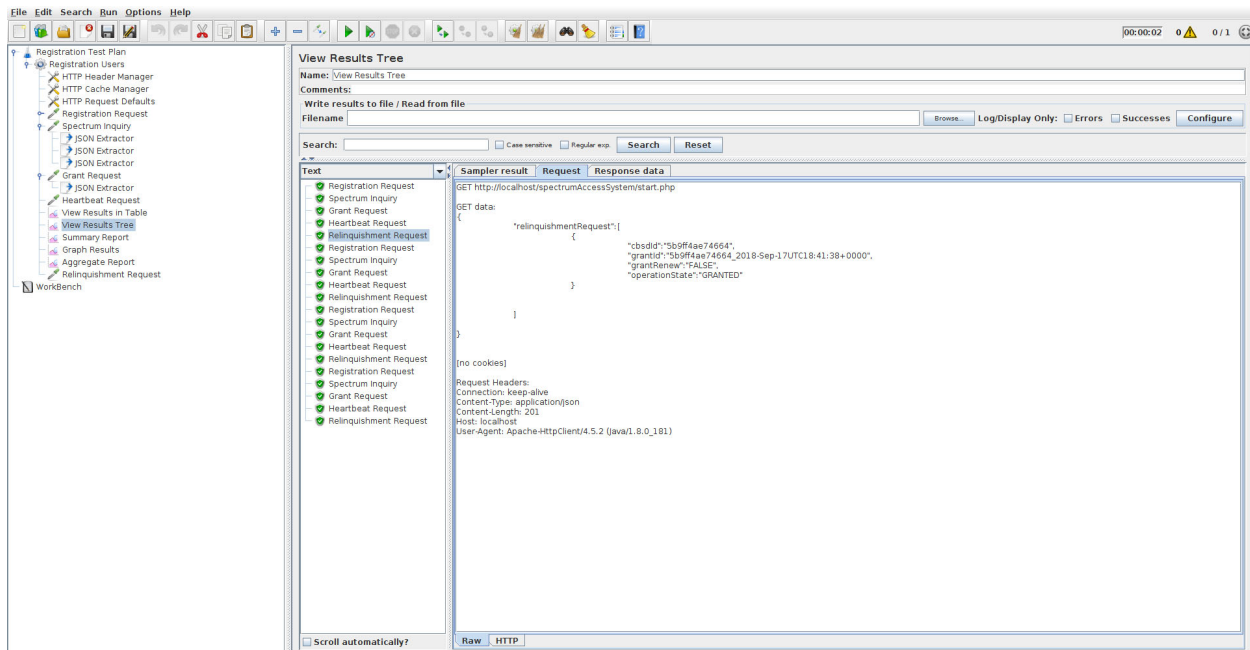 File Edit Search Run Options Help
00:00:02 0 0 / 1
Registration Test Plan
Registration Users
HTTP Header Manager
HTTP Cache Manager
HTTP Request Defaults
Registration Request
Spectrum Inquiry
JSON Extractor
JSON Extractor
JSON Extractor
Grant Request
JSON Extractor
Heartbeat Request
View Results in Table
View Results Tree
Summary Report
Graph Results
Aggregate Report
Relinquishment Request
WorkBench
View Results Tree
Name: View Results Tree
Comments:
Write results to file / Read from file
Filename Browse... Log/Display Only: Errors Successes Configure
Search: Case sensitive Regular exp. Search Reset
Text
Registration Request
Spectrum Inquiry
Grant Request
Heartbeat Request
Relinquishment Request
Registration Request
Spectrum Inquiry
Grant Request
Heartbeat Request
Relinquishment Request
Registration Request
Spectrum Inquiry
Grant Request
Heartbeat Request
Relinquishment Request
Registration Request
Spectrum Inquiry
Grant Request
Heartbeat Request
Relinquishment Request
Scroll automatically?
Sampler result Request Response data
GET http://localhost/spectrumAccessSystem/start.php
GET data:
{
"relinquishmentRequest":[
{
"cbsdId":"5b9ff4ae74664",
"grantId":"5b9ff4ae74664_2018-Sep-17UTC18:41:38+0000",
"grantRenew":"FALSE",
"operationState":"GRANTED"
}
]
}
[no cookies]
Request Headers:
Connection: keep-alive
Content-Type: application/json
Content-Length: 201
Host: localhost
User-Agent: Apache-HttpClient/4.5.2 (Java/1.8.0_181)
Raw HTTP